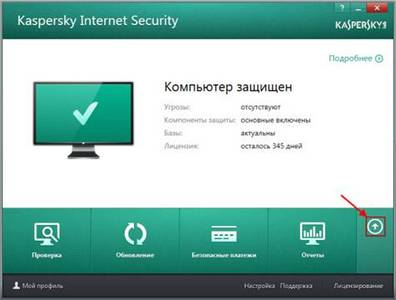 Kaspersky Internet Security
KASPERSKY
Подробнее
Компьютер защищен
Угрозы: отсутствуют
Компоненты защиты: основные включены
Базы: актуальны
Лицензия: осталось 345 дней
Проверка
Обновление
Безопасные платежи
Отчеты
Мой профиль
Настройка
Поддержка
Лицензирование